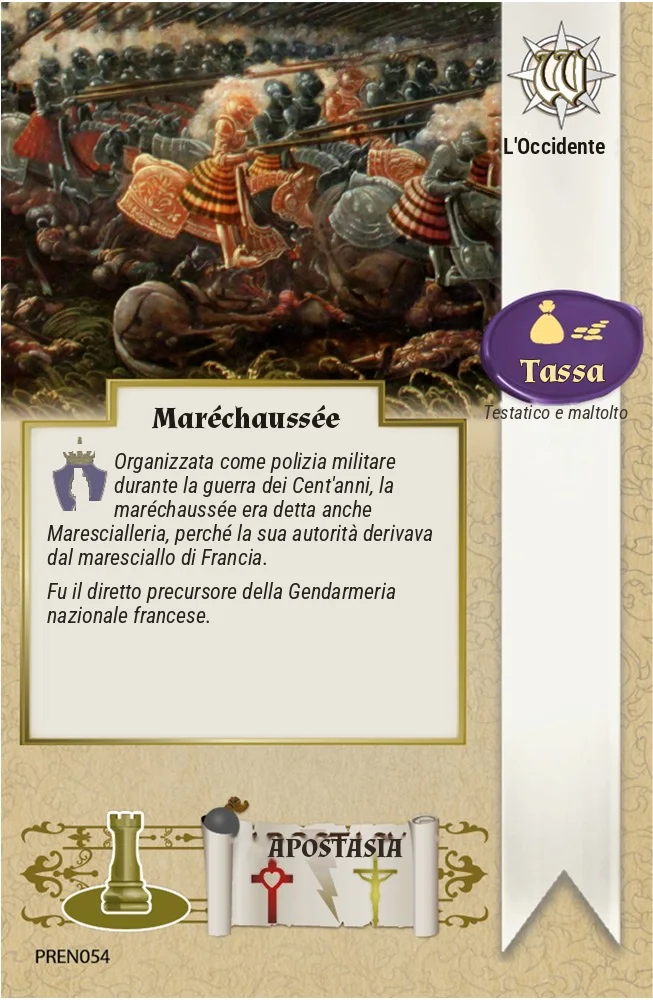 W
L'Occidente
Tassa
Testatico e maltolto
Maréchaussée
Organizzata come polizia militare
durante la guerra dei Cent'anni, la
maréchaussée era detta anche
Marescialleria, perché la sua autorità derivava
dal maresciallo di Francia.
Fu il diretto precursore della Gendarmeria
nazionale francese.
APOSTASIA
PREN054